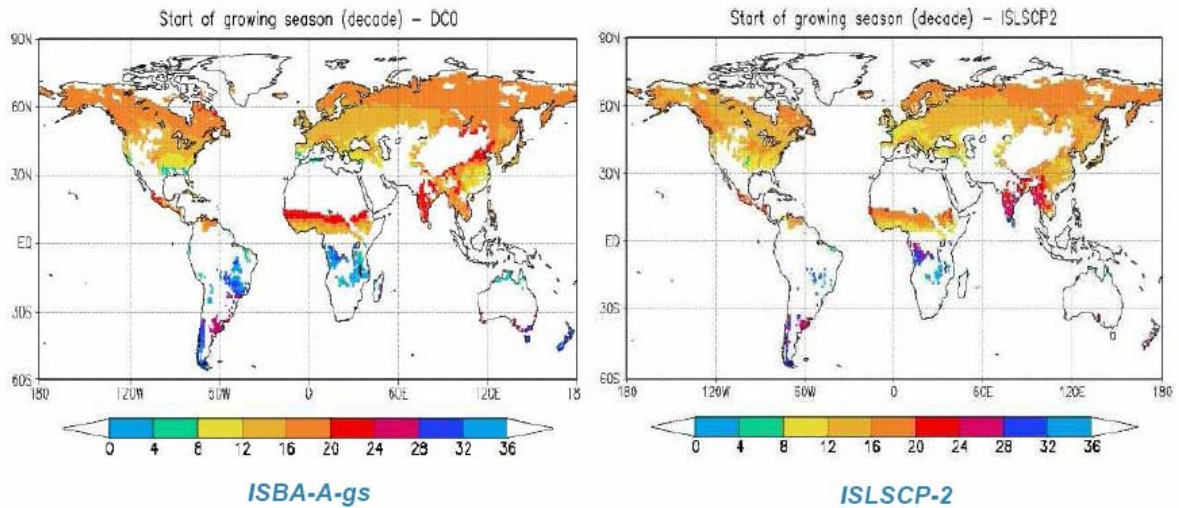 Start of growing season (decade) - DC0
90N
60N
30N
EQ
30S
60S
180 120W 60W 0 60E 120E 18
0 4 8 12 16 20 24 28 32 36
ISBA-A-gs
Start of growing season (decade) - ISLSCP2
90N
60N
30N
EQ
30S
60S
180 120W 60W 0 60E 120E 180
0 4 8 12 16 20 24 28 32 36
ISLSCP-2